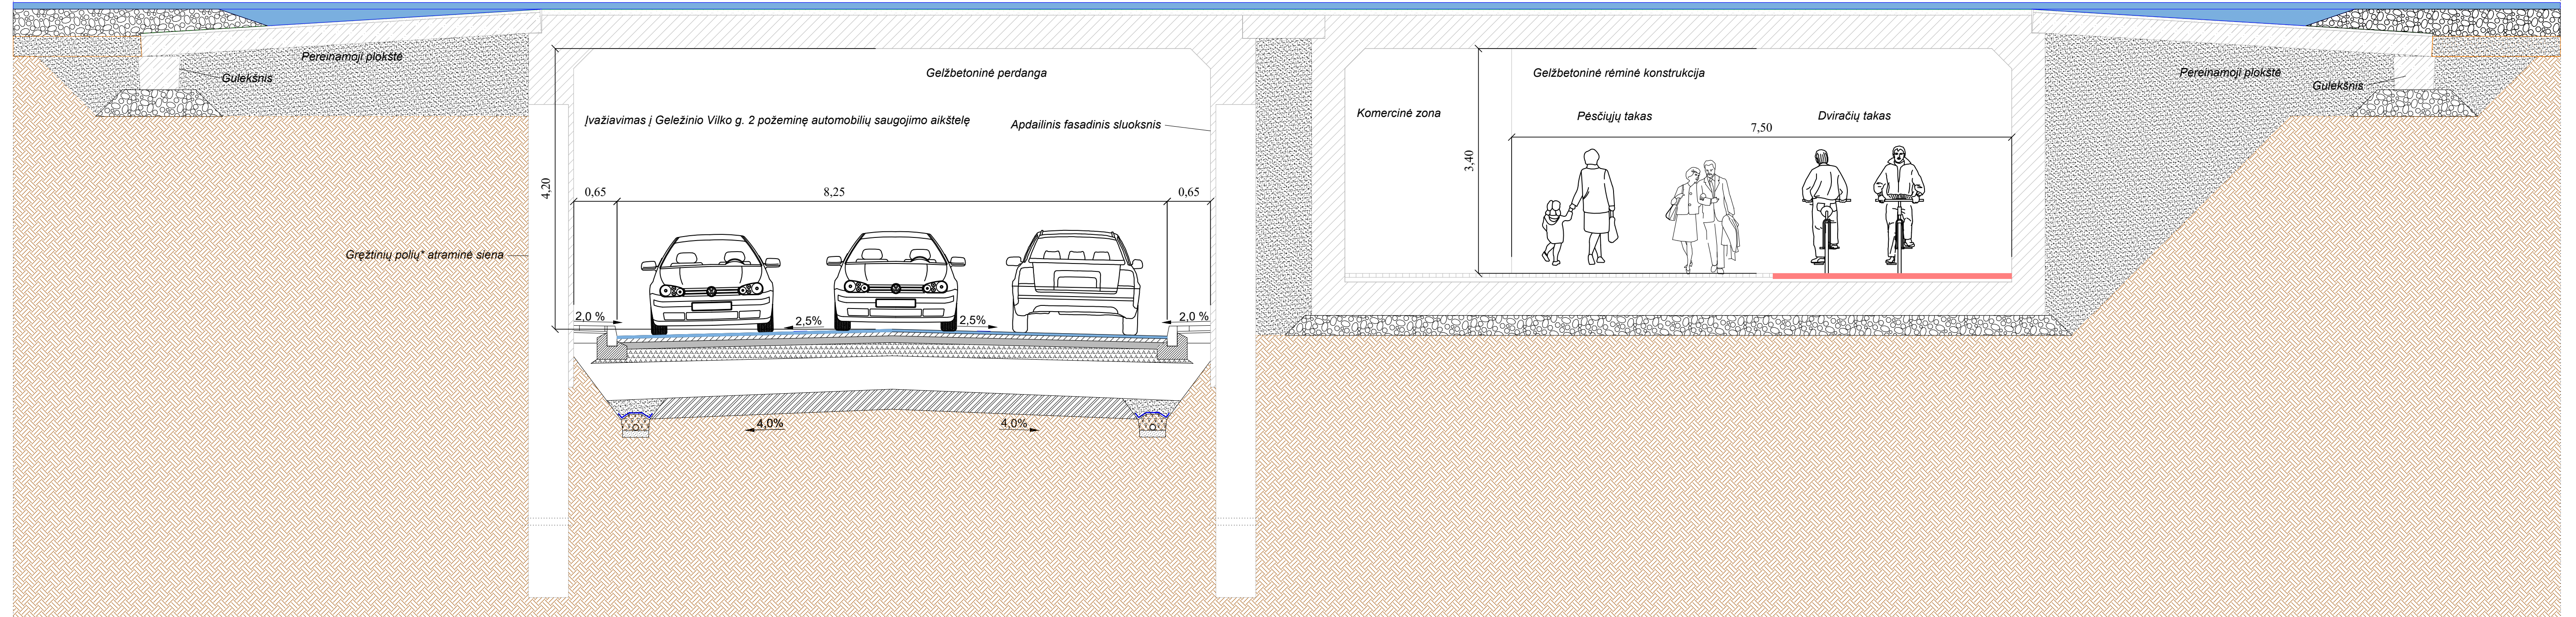 Pereinamoji plokštė
Gulekšnis
Gelžbetoninė perdanga
Įvažiavimas į Geležinio Vilko g. 2 požeminę automobilių saugojimo aikštelę
Apdailinis fasadinis sluoksnis
4,20
0,65
8,25
0,65
Gręžtinių polių* atraminė siena
2,0 %
2,5%
2,5%
2,0 %
4,0%
4,0%
Gelžbetoninė rėminė konstrukcija
Komercinė zona
Pėsčiųjų takas
Dviračių takas
7,50
3,40
Pereinamoji plokštė
Gulekšnis